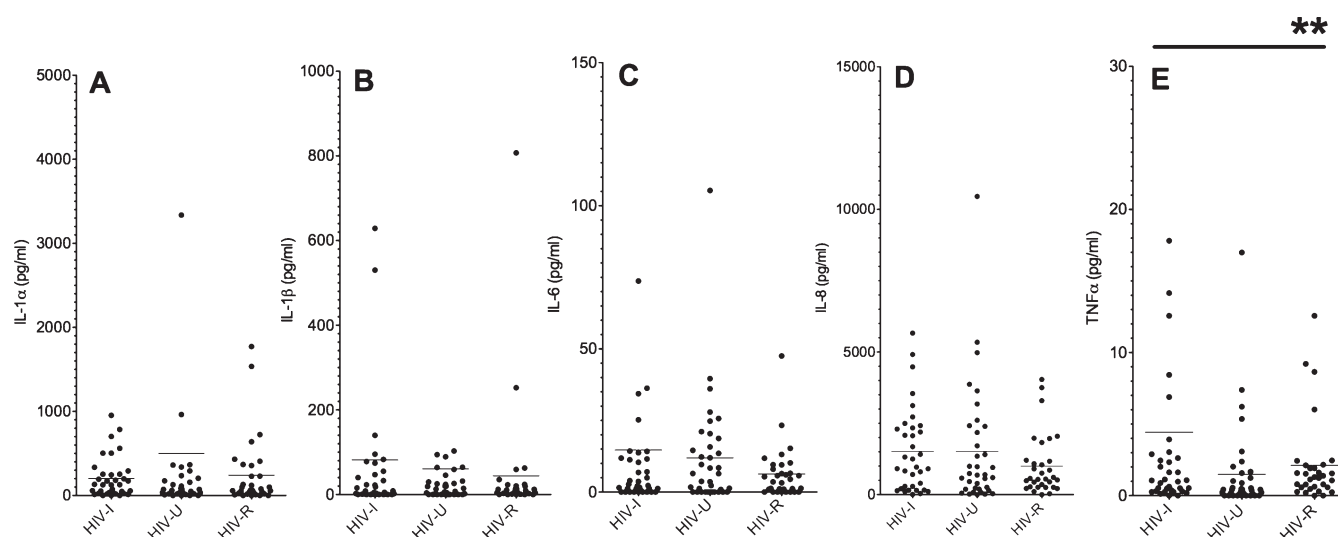 **
A
B
C
D
E
5000
4000
3000
2000
1000
0
IL-1α (pg/ml)
HIV-I
HIV-U
HIV-R
1000
800
600
400
200
0
IL-1β (pg/ml)
HIV-I
HIV-U
HIV-R
150
100
50
0
IL-6 (pg/ml)
HIV-I
HIV-U
HIV-R
15000
10000
5000
0
IL-8 (pg/ml)
HIV-I
HIV-U
HIV-R
30
20
10
0
TNFα (pg/ml)
HIV-I
HIV-U
HIV-R